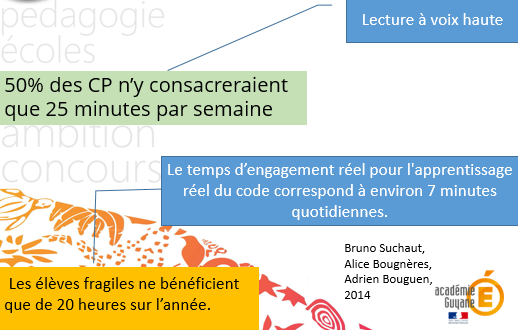 pedagogie
écoles
Lecture à voix haute
50% des CP n’y consacreraient
que 25 minutes par semaine
ambition
concours
Le temps d’engagement réel pour l'apprentissage
réel du code correspond à environ 7 minutes
quotidiennes.
Bruno Suchaut,
Alice Bougnères,
Adrien Bouguen,
2014
Les élèves fragiles ne bénéficient
que de 20 heures sur l’année.
académie
Guyane